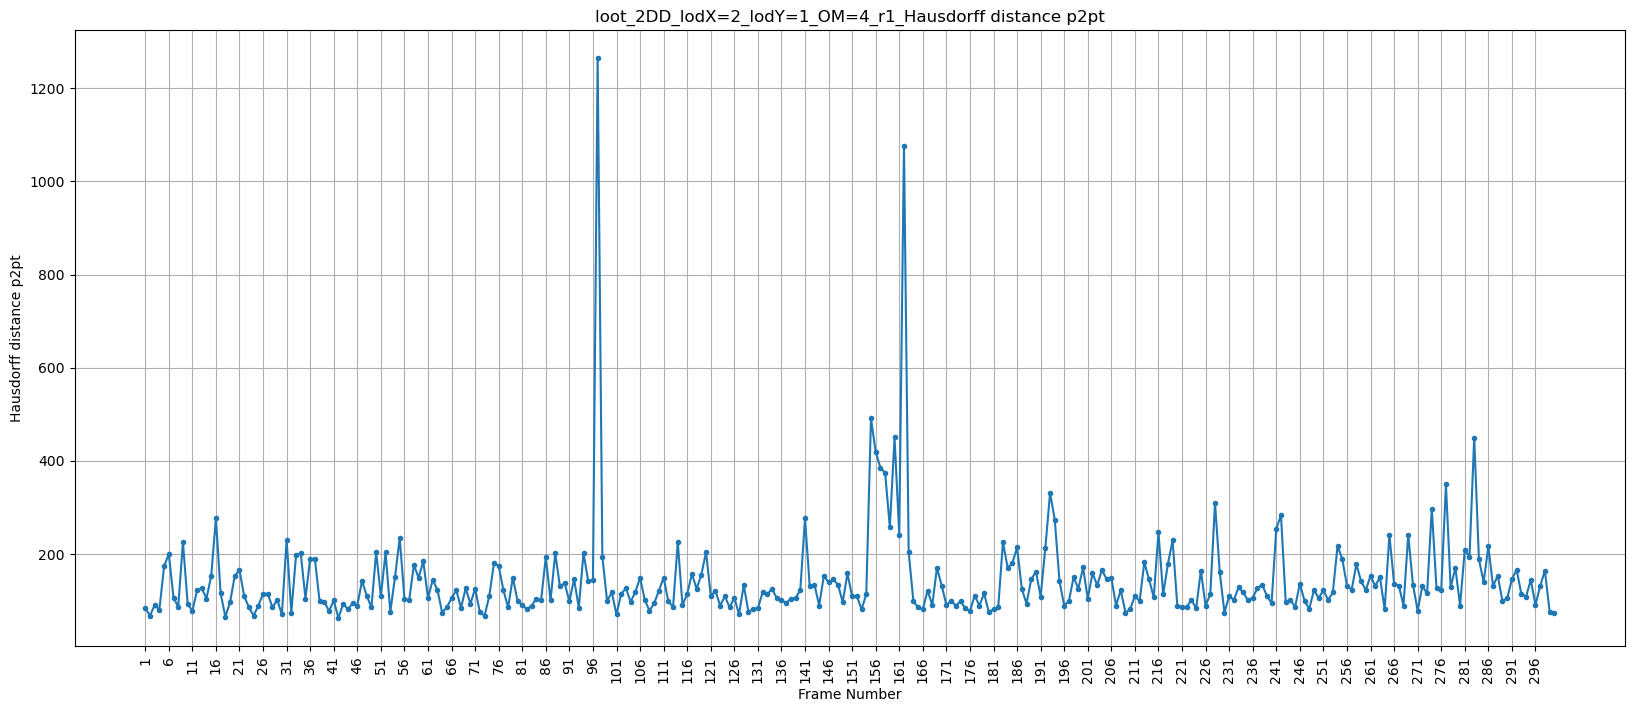 loot_2DD_lodX=2_lodY=1_OM=4_r1_Hausdorff distance p2pt
1200
1000
800
600
400
200
Hausdorff distance p2pt
1 6 11 16 21 26 31 36 41 46 51 56 61 66 71 76 81 86 91 96 101 106 111 116 121 126 131 136 141 146 151 156 161 166 171 176 181 186 191 196 201 206 211 216 221 226 231 236 241 246 251 256 261 266 271 276 281 286 291 296
Frame Number